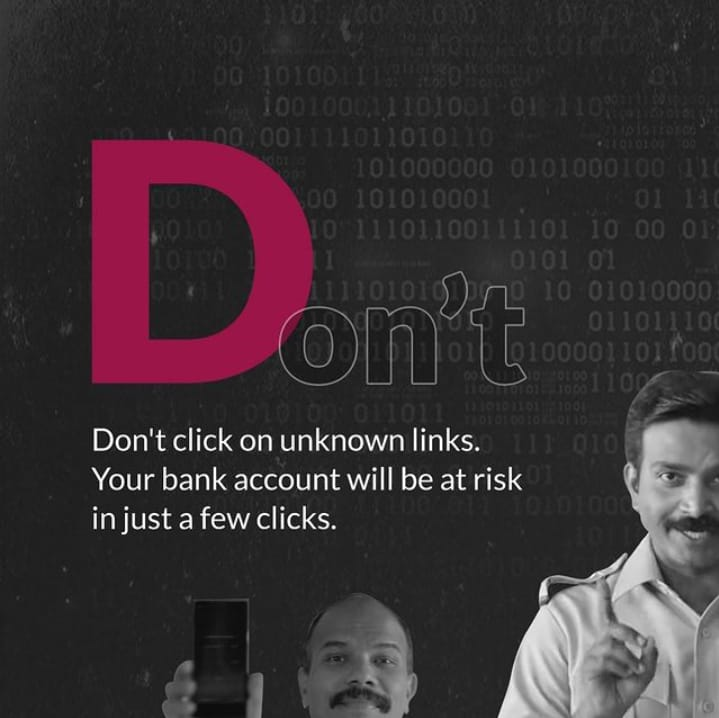 Don't
Don't click on unknown links.
Your bank account will be at risk
in just a few clicks.